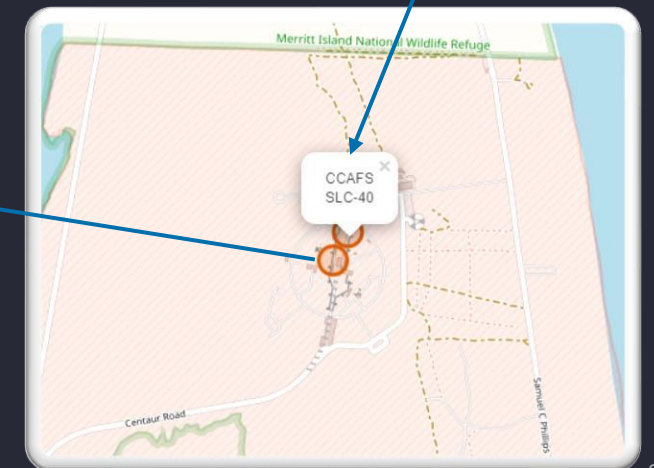 Merritt Island National Wildlife Refuge
CCAFS
SLC-40
×
Centaur Road
Samuel C Phillips